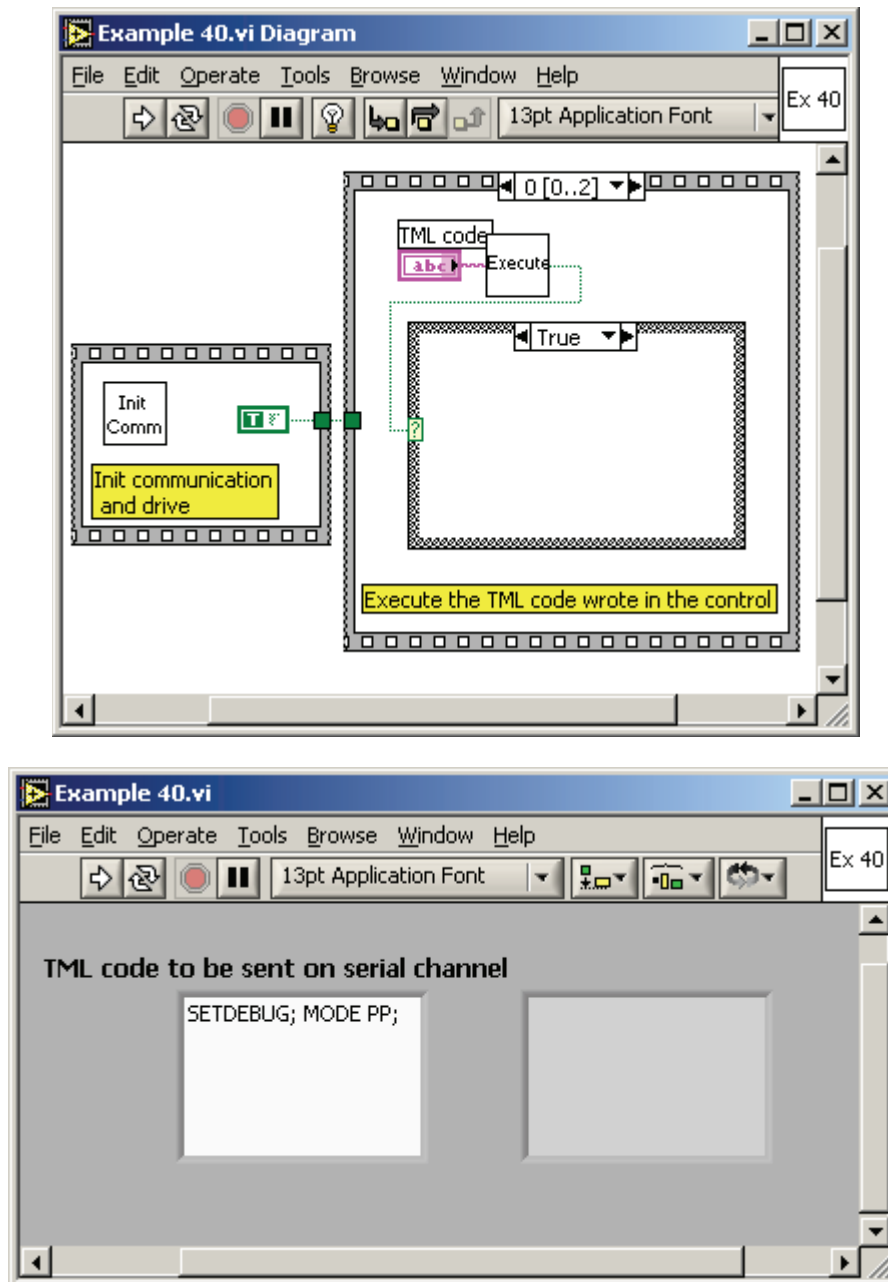 Example 40.vi Diagram
File Edit Operate Tools Browse Window Help
13pt Application Font
Ex 40
0 [0..2]
TML code
abc
Execute
True
Init
Comm
T
?
Init communication
and drive
Execute the TML code wrote in the control
Example 40.vi
File Edit Operate Tools Browse Window Help
13pt Application Font
Ex 40
TML code to be sent on serial channel
SETDEBUG; MODE PP;